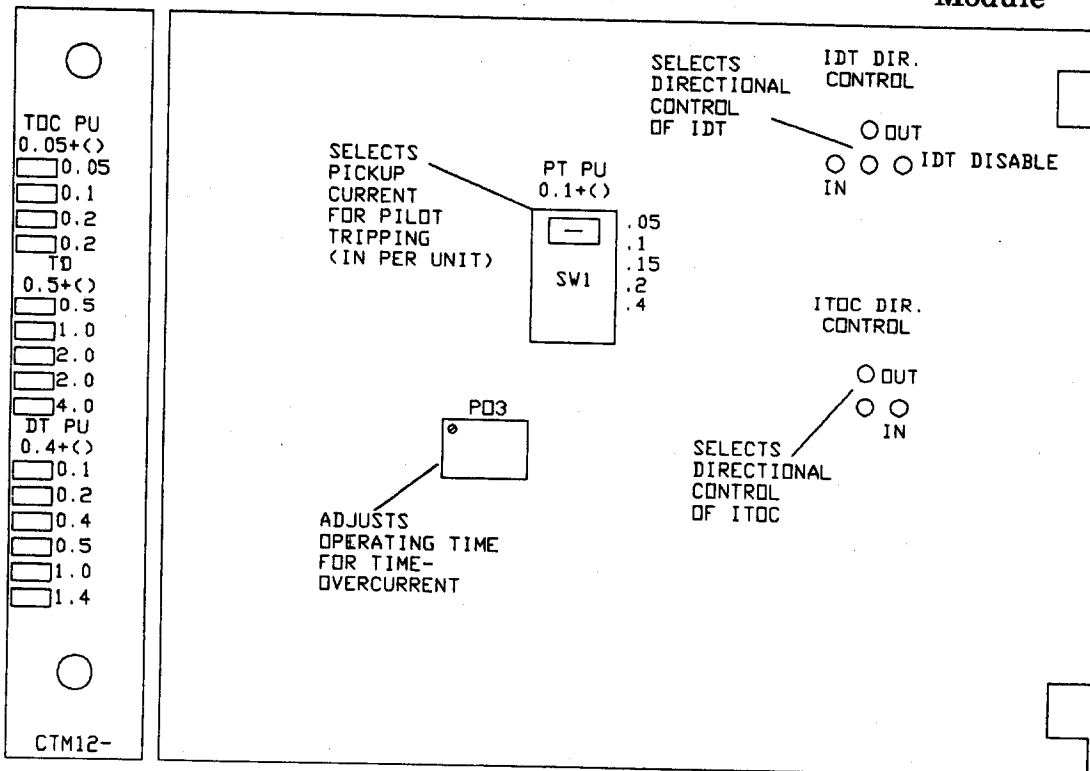 Module
TOC PU
0.05+()
0.05
0.1
0.2
0.2
TD
0.5+()
0.5
1.0
2.0
2.0
4.0
DT PU
0.4+()
0.1
0.2
0.4
0.5
1.0
1.4
CTM12-
SELECTS
PICKUP
CURRENT
FOR PILOT
TRIPPING
(IN PER UNIT)
PT PU
0.1+()
.05
.1
.15
.2
.4
SW1
SELECTS
DIRECTIONAL
CONTROL
OF IDT
IDT DIR.
CONTROL
OUT
IDT DISABLE
IN
ITOC DIR.
CONTROL
OUT
IN
SELECTS
DIRECTIONAL
CONTROL
OF ITOC
PO3
ADJUSTS
OPERATING TIME
FOR TIME-
OVERCURRENT